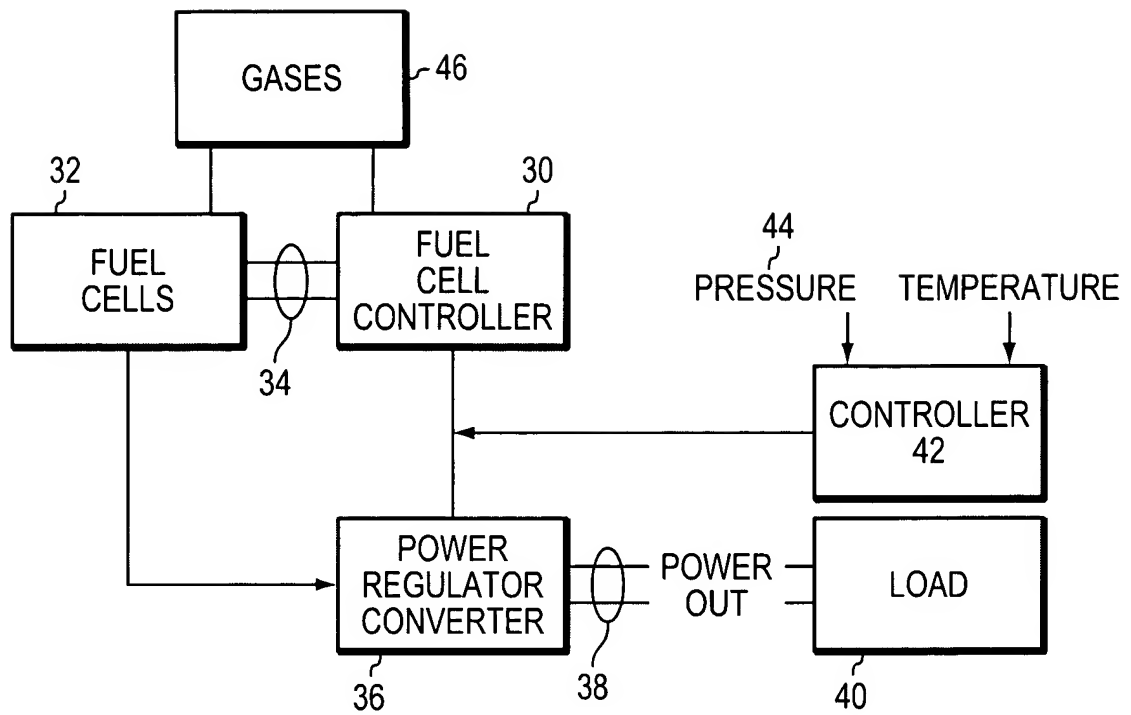 GASES
46
32
30
FUEL
CELLS
34
FUEL
CELL
CONTROLLER
44
PRESSURE
TEMPERATURE
CONTROLLER
42
POWER
REGULATOR
CONVERTER
36
38
POWER
OUT
LOAD
40